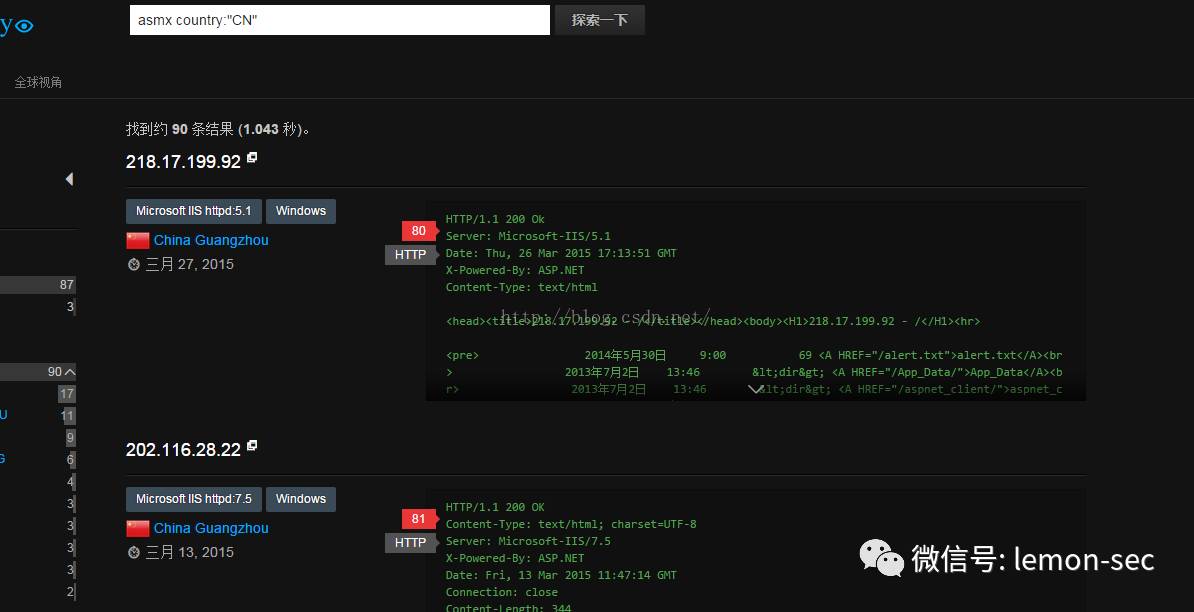 y
asmx country:"CN"
探索一下
全球视角
找到约 90 条结果 (1.043 秒)。
218.17.199.92
Microsoft IIS httpd:5.1
Windows
China Guangzhou
三月 27, 2015
80
HTTP
HTTP/1.1 200 Ok
Server: Microsoft-IIS/5.1
Date: Thu, 26 Mar 2015 17:13:51 GMT
X-Powered-By: ASP.NET
Content-Type: text/html
http://blog.csdn.net/
<head><title>218.17.199.92 - /</title></head><body><H1>218.17.199.92 - /</H1><hr>
<pre> 2014年5月30日 9:00 69 <A HREF="/alert.txt">alert.txt</A><br
> 2013年7月2日 13:46 &lt;dir&gt; <A HREF="/App_Data/">App_Data</A><b
r> 2013年7月2日 13:46 &lt;dir&gt; <A HREF="/aspnet_client/">aspnet_c
87
3
90
17
U 11
9
G 6
4
3
3
3
3
2
202.116.28.22
Microsoft IIS httpd:7.5
Windows
China Guangzhou
三月 13, 2015
81
HTTP
HTTP/1.1 200 OK
Content-Type: text/html; charset=UTF-8
Server: Microsoft-IIS/7.5
X-Powered-By: ASP.NET
Date: Fri, 13 Mar 2015 11:47:14 GMT
Connection: close
Content-Length: 344
微信号: lemon-sec